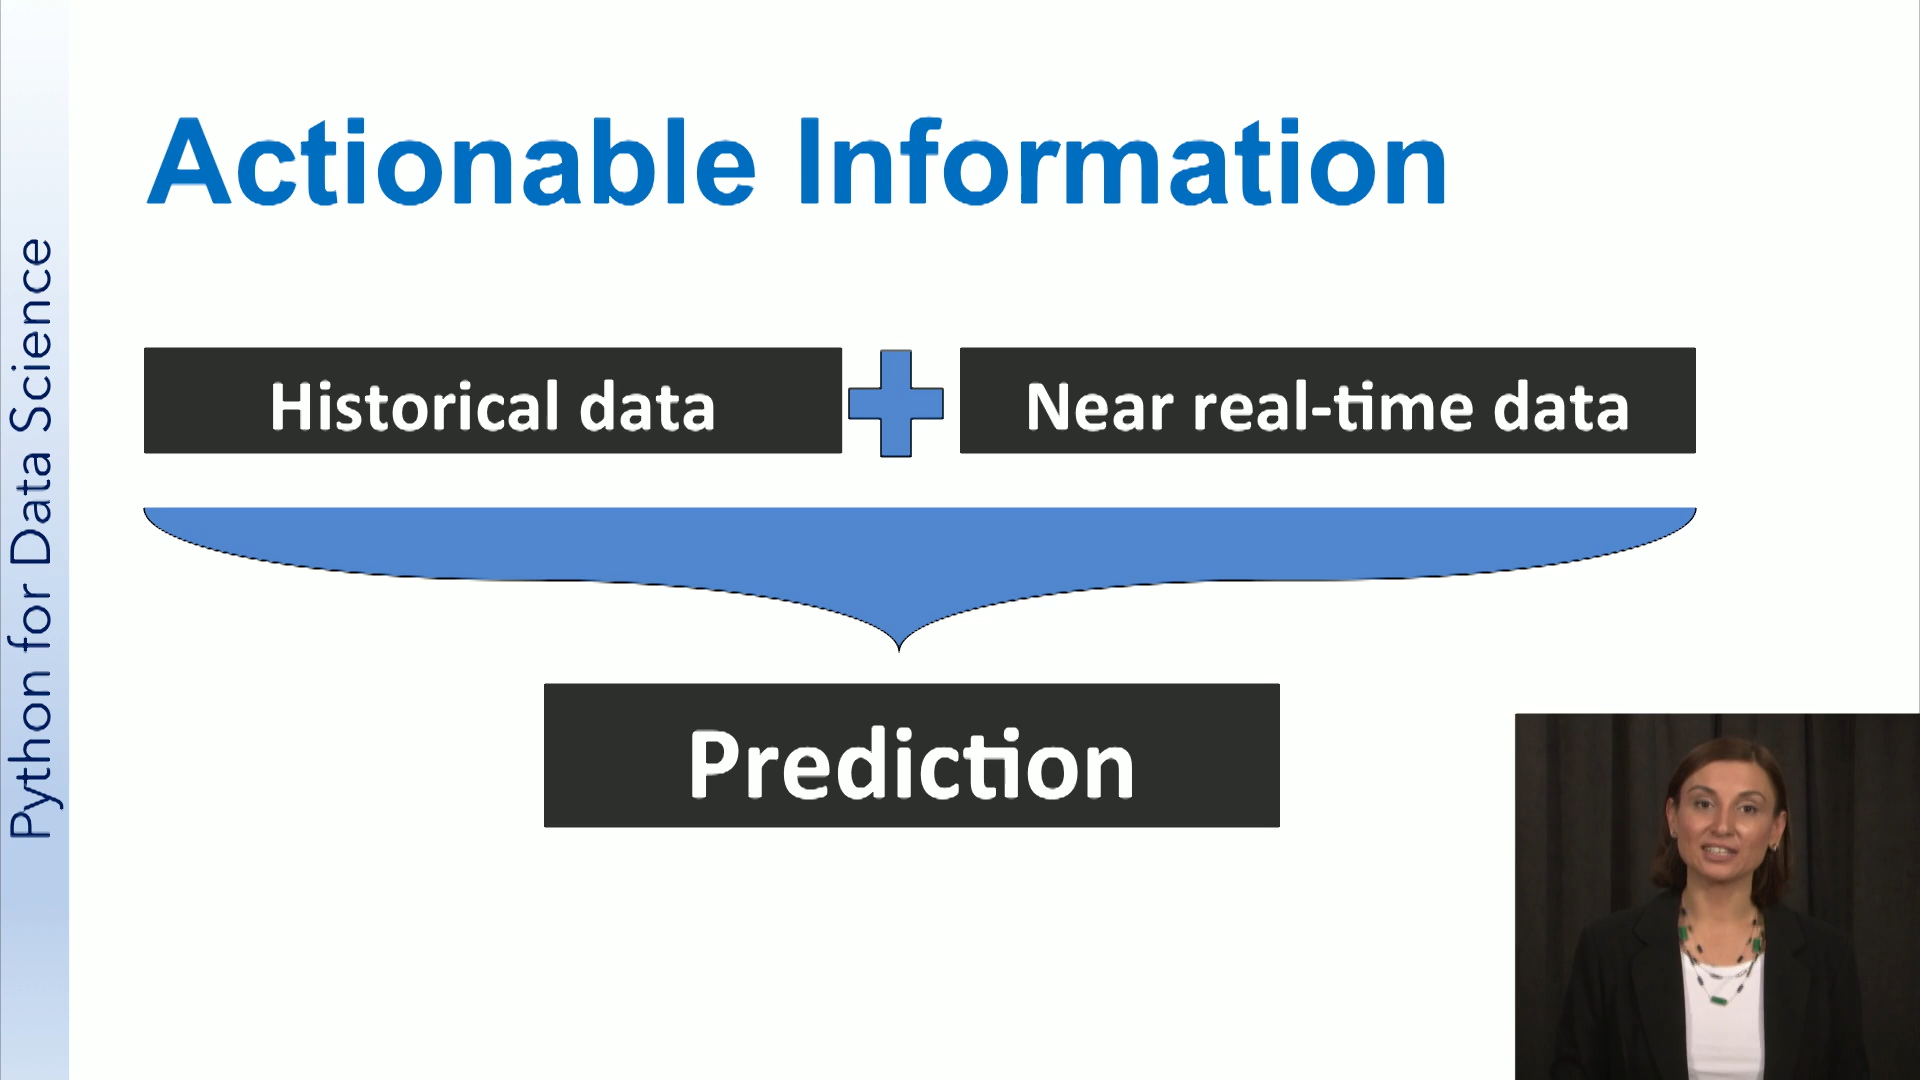 Actionable Information
Historical data
Near real-time data
Prediction
Python for Data Science